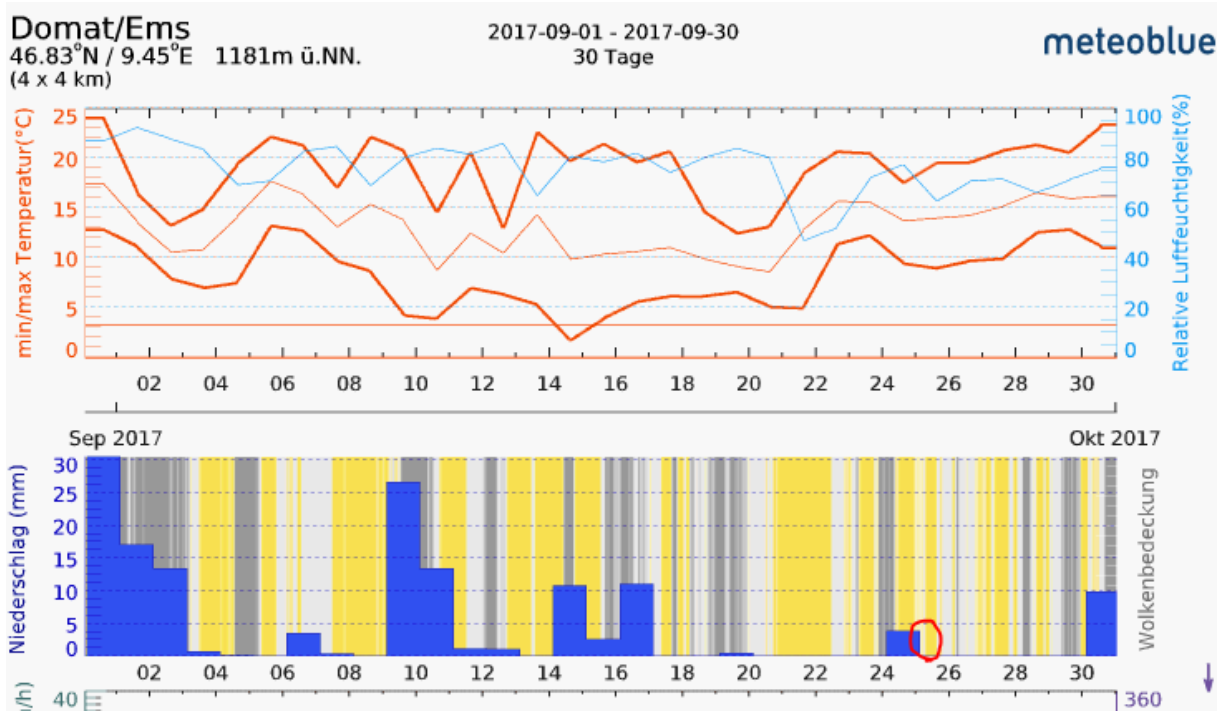 Domat/Ems
46.83°N / 9.45°E 1181m ü.NN.
(4 x 4 km)
2017-09-01 - 2017-09-30
30 Tage
meteoblue
min/max Temperatur(°C)
25
20
15
10
5
0
100
80
60
40
20
0
Relative Luftfeuchtigkeit(%)
02 04 06 08 10 12 14 16 18 20 22 24 26 28 30
Sep 2017
Okt 2017
Niederschlag (mm)
30
25
20
15
10
5
0
Wolkenbedeckung
02 04 06 08 10 12 14 16 18 20 22 24 26 28 30
40
360